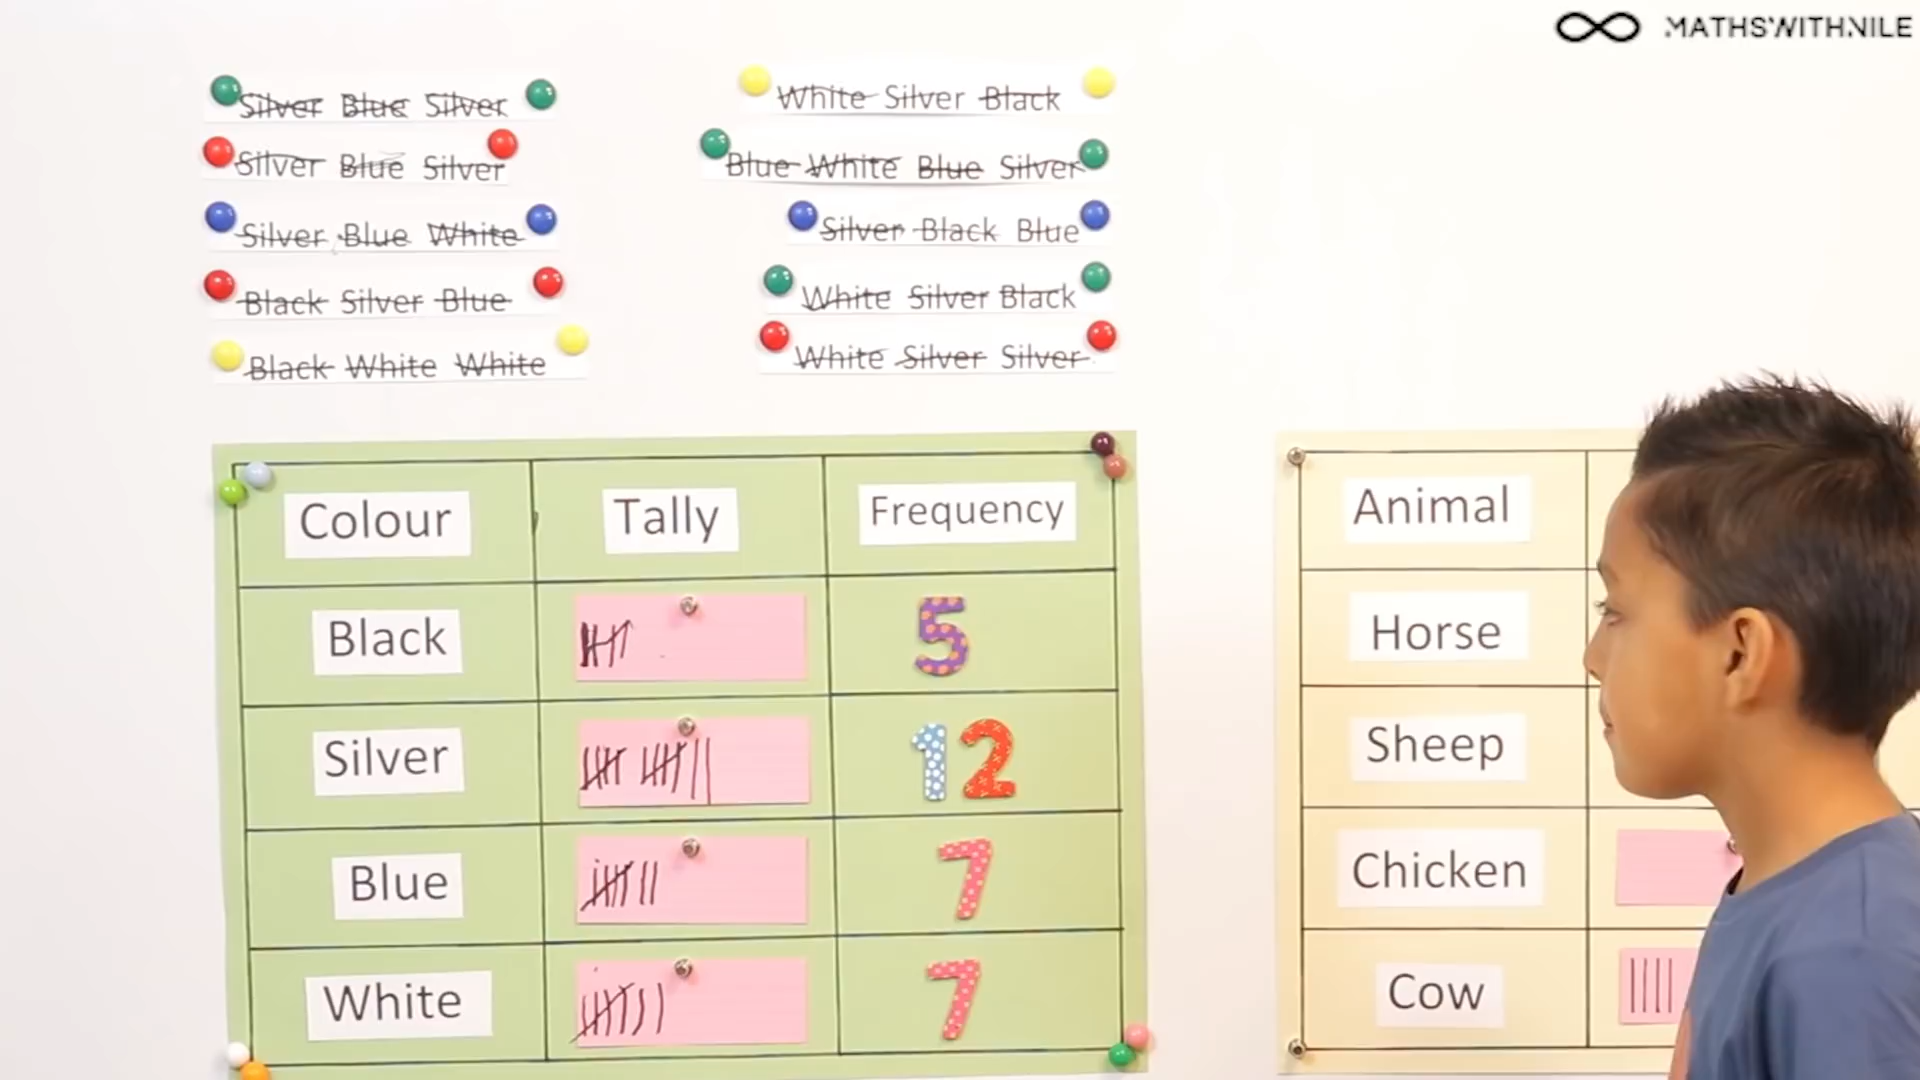 MATHSWITHNILE
Silver Blue Silver
Silver Blue Silver
Silver Blue White
Black Silver Blue
Black White White
White Silver Black
Blue White Blue Silver
Silver Black Blue
White Silver Black
White Silver Silver
Colour Tally Frequency
Black 5
Silver 12
Blue 7
White 7
Animal
Horse
Sheep
Chicken
Cow